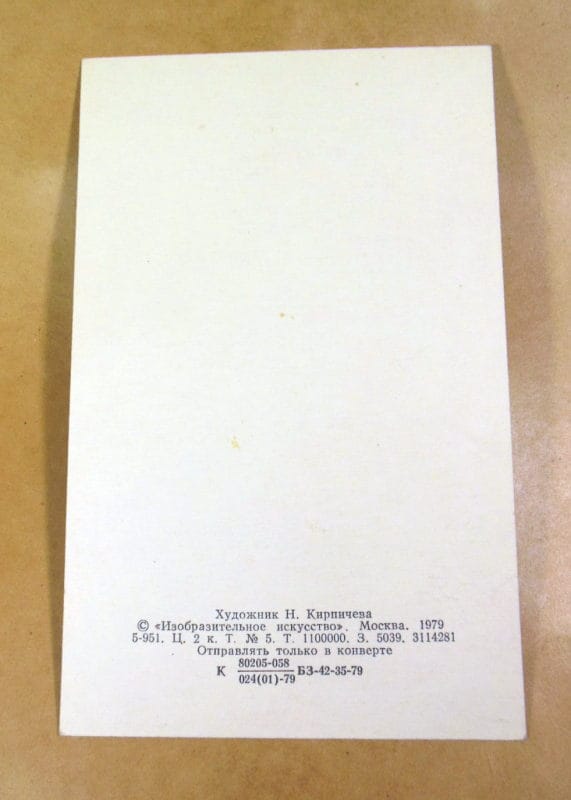 Художник Н. Кирпичева
© «Изобразительное искусство». Москва. 1979
5-951. Ц. 2 к. Т. № 5. Т. 1100000. З. 5039. 3114281
Отправлять только в конверте
80205-058
К БЗ-42-35-79
024(01)-79